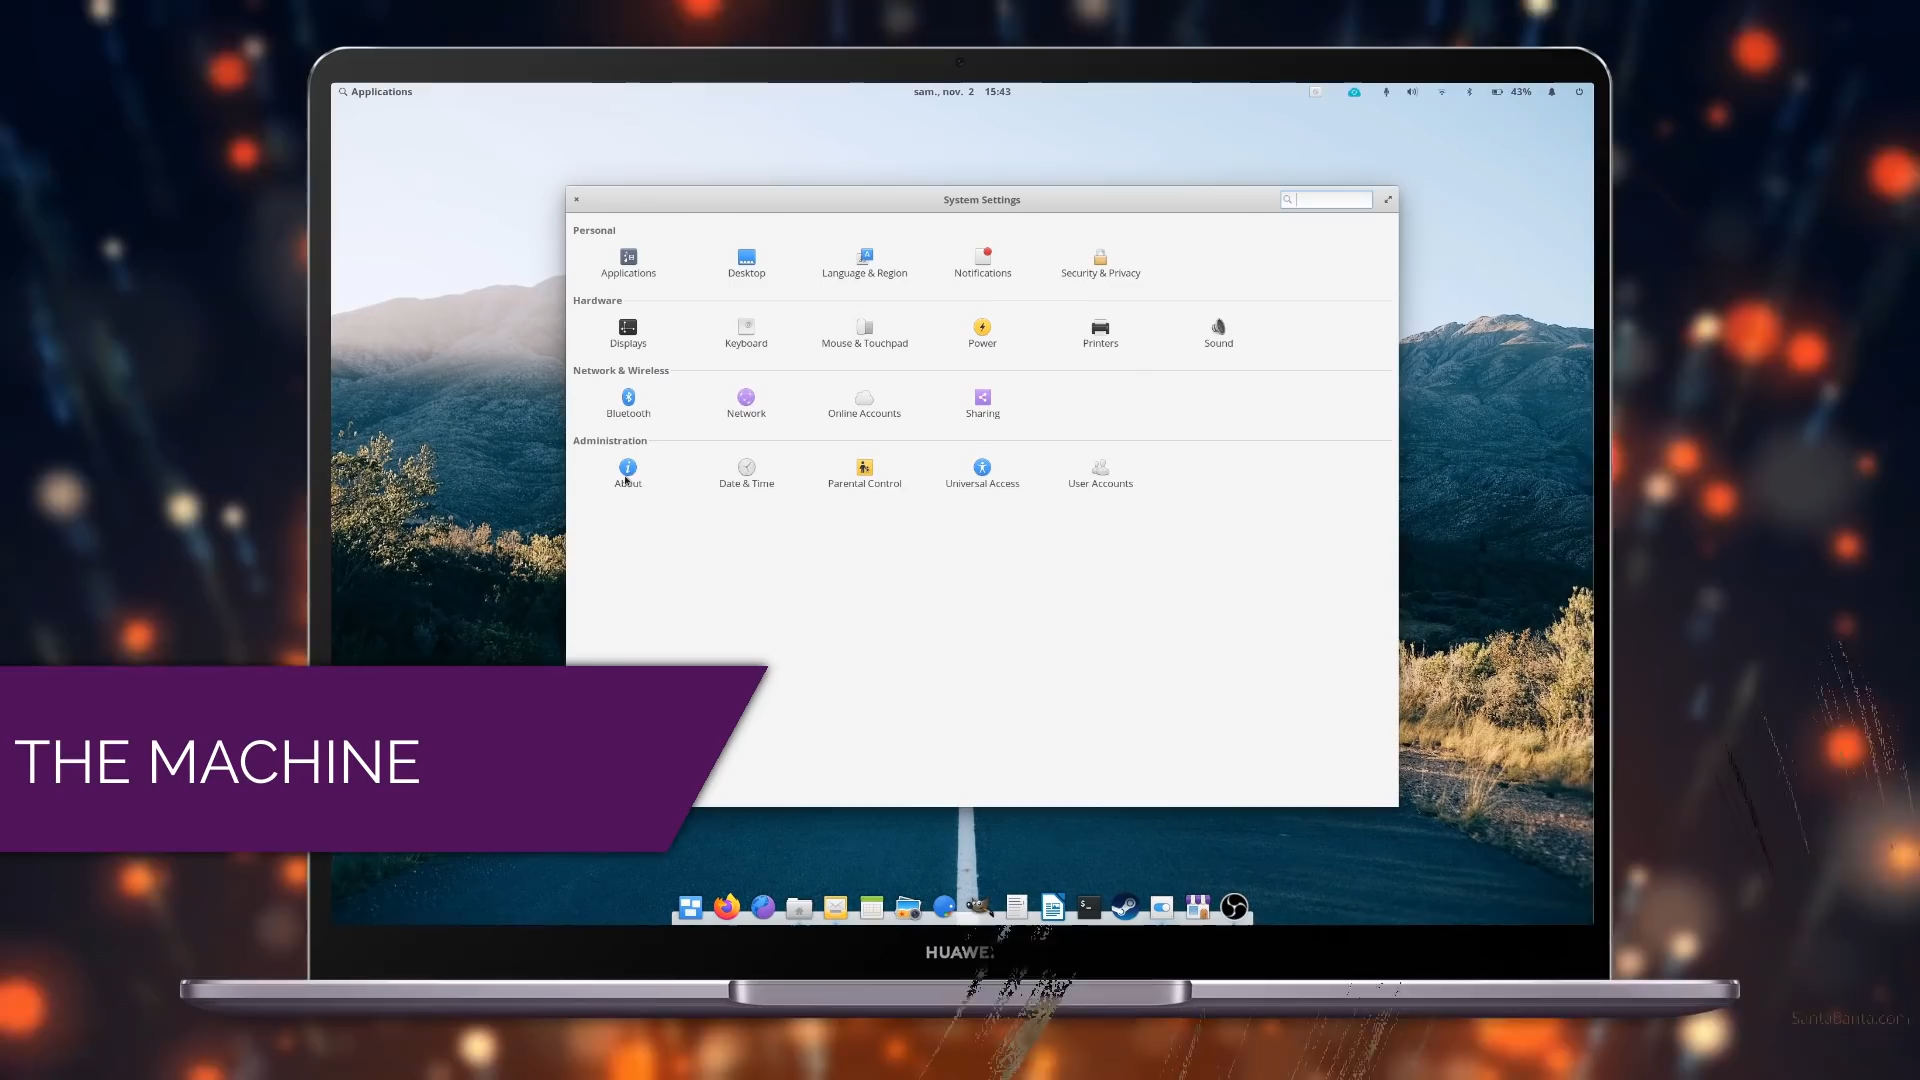 Applications
sam., nov. 2 15:43
43%
System Settings
Personal
Applications
Desktop
Language & Region
Notifications
Security & Privacy
Hardware
Displays
Keyboard
Mouse & Touchpad
Power
Printers
Sound
Network & Wireless
Bluetooth
Network
Online Accounts
Sharing
Administration
About
Date & Time
Parental Control
Universal Access
User Accounts
THE MACHINE
HUAWEI
SantaBanta.com